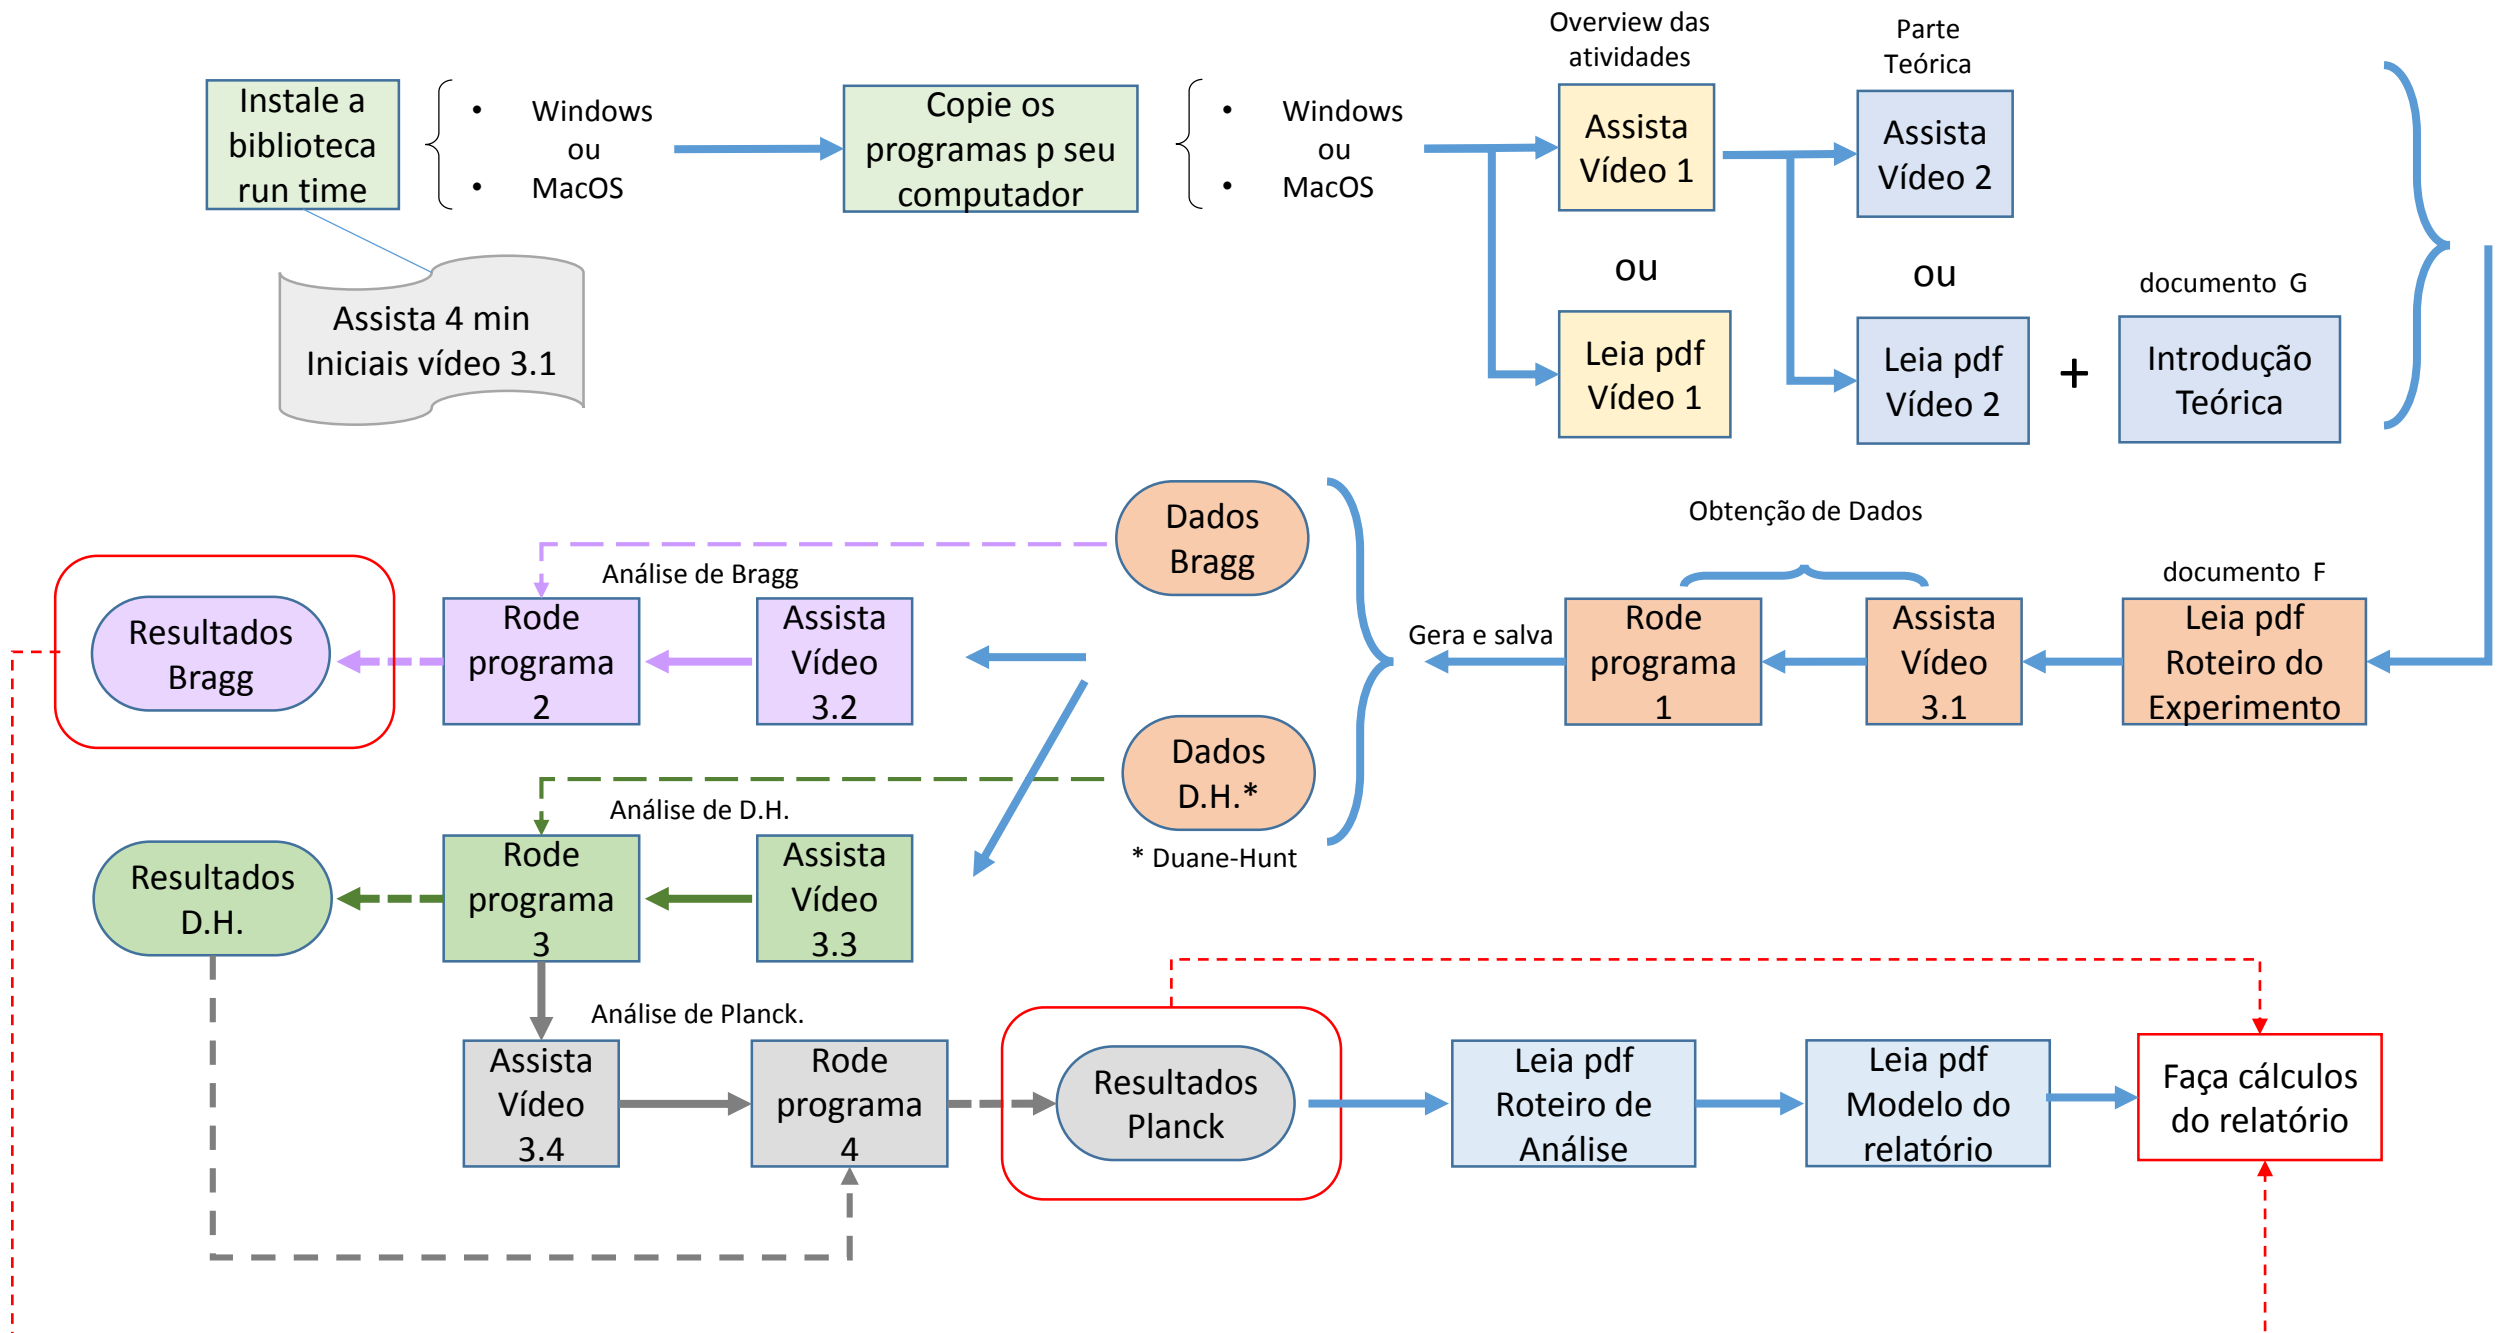 Instale a
biblioteca
run time
• Windows
ou
• MacOS
Assista 4 min
Iniciais vídeo 3.1
Copie os
programas p seu
computador
• Windows
ou
• MacOS
Overview das
atividades
Assista
Vídeo 1
ou
Leia pdf
Vídeo 1
Parte
Teórica
Assista
Vídeo 2
ou
Leia pdf
Vídeo 2
+
documento G
Introdução
Teórica
documento F
Leia pdf
Roteiro do
Experimento
Obtenção de Dados
Assista
Vídeo
3.1
Rode
programa
1
Gera e salva
Dados
Bragg
Dados
D.H.*
* Duane-Hunt
Análise de Bragg
Assista
Vídeo
3.2
Rode
programa
2
Resultados
Bragg
Análise de D.H.
Assista
Vídeo
3.3
Rode
programa
3
Resultados
D.H.
Análise de Planck.
Assista
Vídeo
3.4
Rode
programa
4
Resultados
Planck
Leia pdf
Roteiro de
Análise
Leia pdf
Modelo do
relatório
Faça cálculos
do relatório